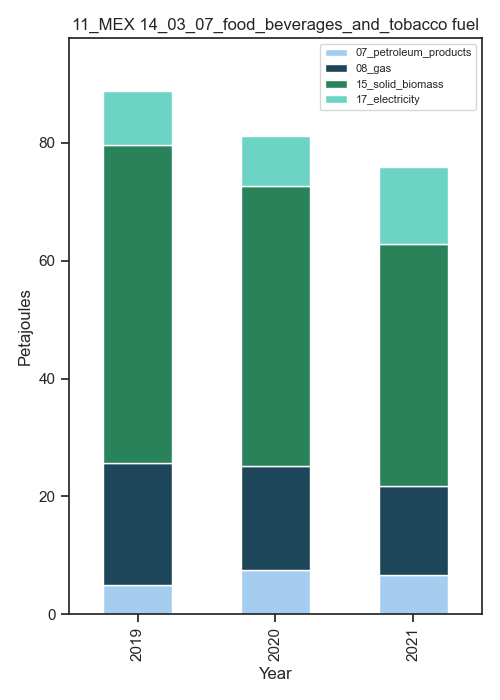 11_MEX 14_03_07_food_beverages_and_tobacco fuel
07_petroleum_products
08_gas
15_solid_biomass
17_electricity
80
60
40
20
0
Petajoules
2019
2020
2021
Year